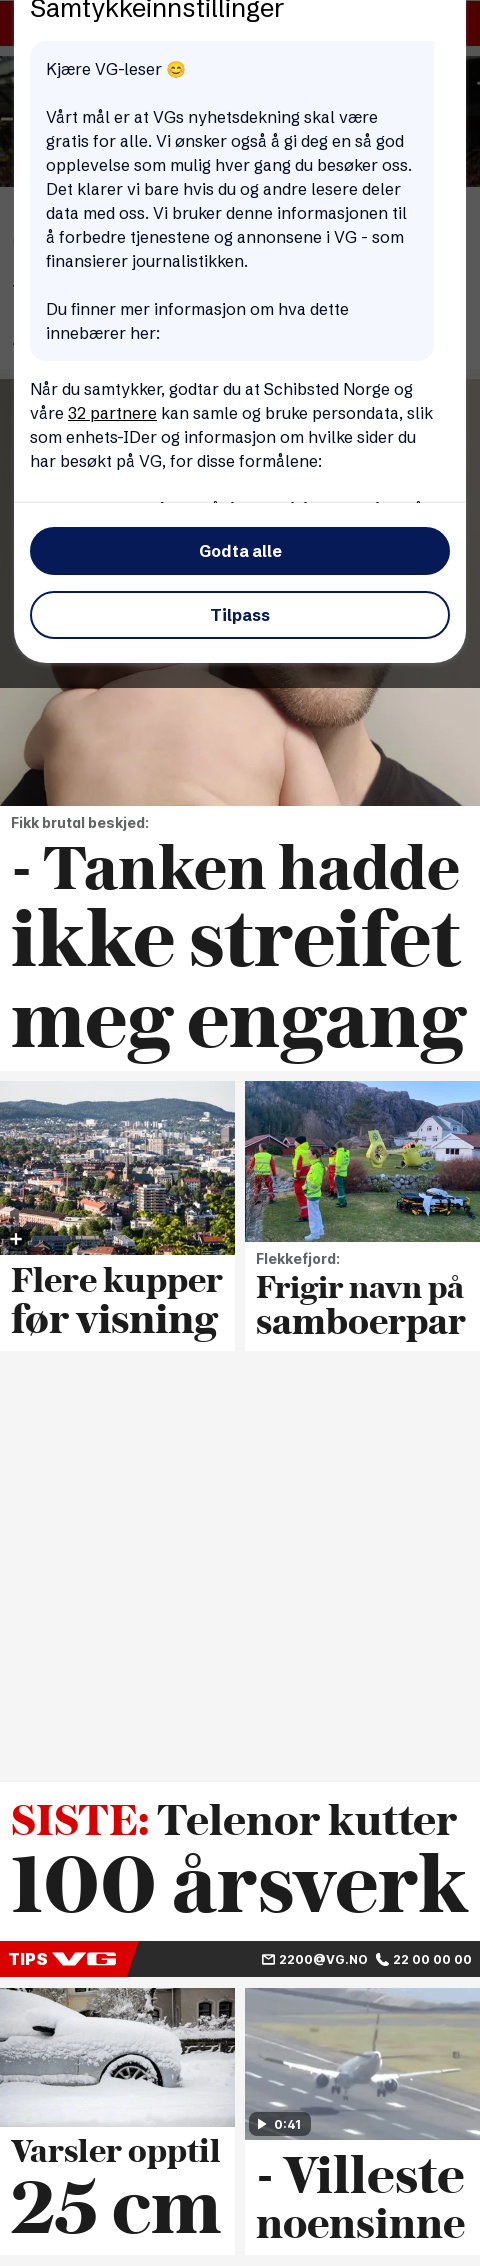 Samtykkeinnstillinger
Kjære VG-leser 😊
Vårt mål er at VGs nyhetsdekning skal være
gratis for alle. Vi ønsker også å gi deg en så god
opplevelse som mulig hver gang du besøker oss.
Det klarer vi bare hvis du og andre lesere deler
data med oss. Vi bruker denne informasjonen til
å forbedre tjenestene og annonsene i VG - som
finansierer journalistikken.
Du finner mer informasjon om hva dette
innebærer her:
Når du samtykker, godtar du at Schibsted Norge og
våre 32 partnere kan samle og bruke persondata, slik
som enhets-IDer og informasjon om hvilke sider du
har besøkt på VG, for disse formålene:
Godta alle
Tilpass
Fikk brutal beskjed:
- Tanken hadde
ikke streifet
meg engang
Flere kupper
før visning
Flekkefjord:
Frigir navn på
samboerpar
SISTE: Telenor kutter
100 årsverk
TIPS VG 2200@VG.NO 22 00 00 00
Varsler opptil
25 cm
0:41
- Villeste
noensinne